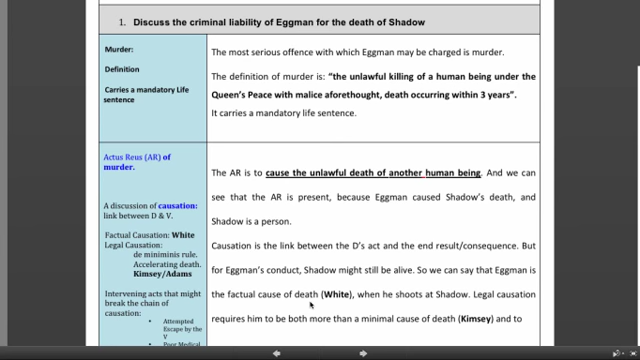 1. Discuss the criminal liability of Eggman for the death of Shadow
Murder:
Definition
Carries a mandatory Life
sentence
The most serious offence with which Eggman may be charged is murder.
The definition of murder is: “the unlawful killing of a human being under the
Queen’s Peace with malice aforethought, death occurring within 3 years”.
It carries a mandatory life sentence.
Actus Reus (AR) of
murder.
A discussion of causation:
link between D & V.
Factual Causation: White
Legal Causation:
de miniminis rule.
Accelerating death.
Kimsey/Adams
Intervening acts that might
break the chain of
causation:
• Attempted
Escape by the
V
• Poor Medical
The AR is to cause the unlawful death of another human being. And we can
see that the AR is present, because Eggman caused Shadow’s death, and
Shadow is a person.
Causation is the link between the D’s act and the end result/consequence. But
for Eggman’s conduct, Shadow might still be alive. So we can say that Eggman is
the factual cause of death (White), when he shoots at Shadow. Legal causation
requires him to be both more than a minimal cause of death (Kimsey) and to